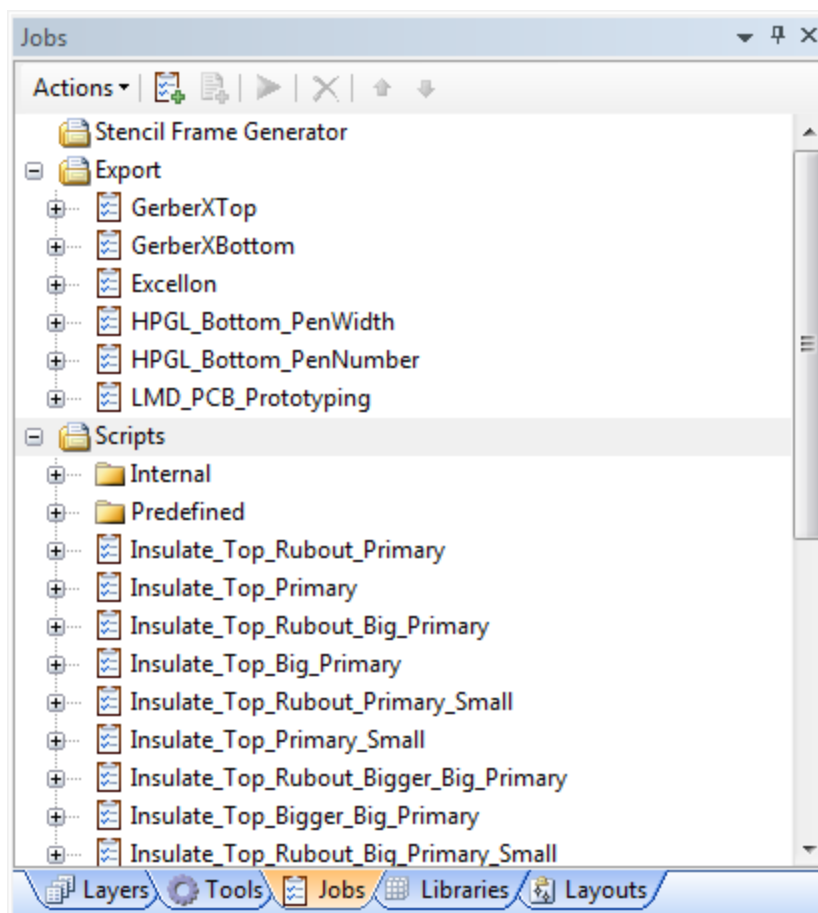 Jobs
Actions
Stencil Frame Generator
Export
GerberXTop
GerberXBottom
Excellon
HPGL_Bottom_PenWidth
HPGL_Bottom_PenNumber
LMD_PCB_Prototyping
Scripts
Internal
Predefined
Insulate_Top_Rubout_Primary
Insulate_Top_Primary
Insulate_Top_Rubout_Big_Primary
Insulate_Top_Big_Primary
Insulate_Top_Rubout_Primary_Small
Insulate_Top_Primary_Small
Insulate_Top_Rubout_Bigger_Big_Primary
Insulate_Top_Bigger_Big_Primary
Insulate_Top_Rubout_Big_Primary_Small
Layers Tools Jobs Libraries Layouts